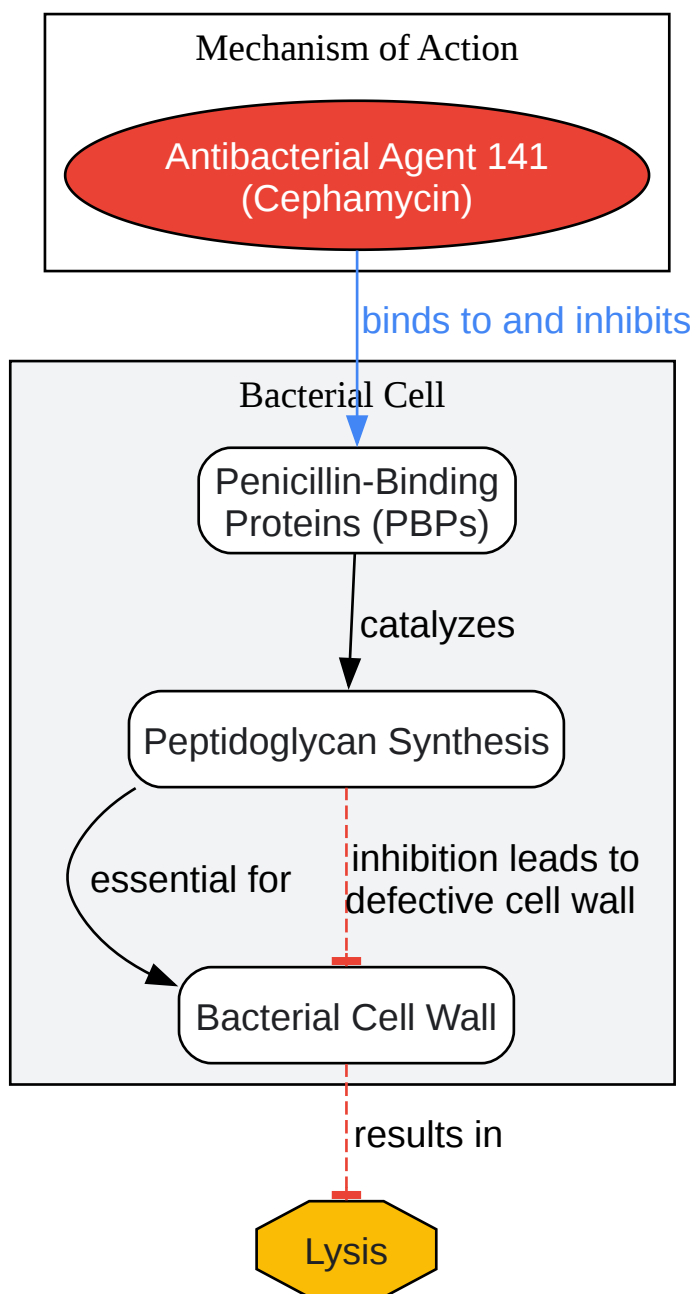 Mechanism of Action
Antibacterial Agent 141
(Cephamycin)
binds to and inhibits
Bacterial Cell
Penicillin-Binding
Proteins (PBPs)
catalyzes
Peptidoglycan Synthesis
essential for
inhibition leads to
defective cell wall
Bacterial Cell Wall
results in
Lysis